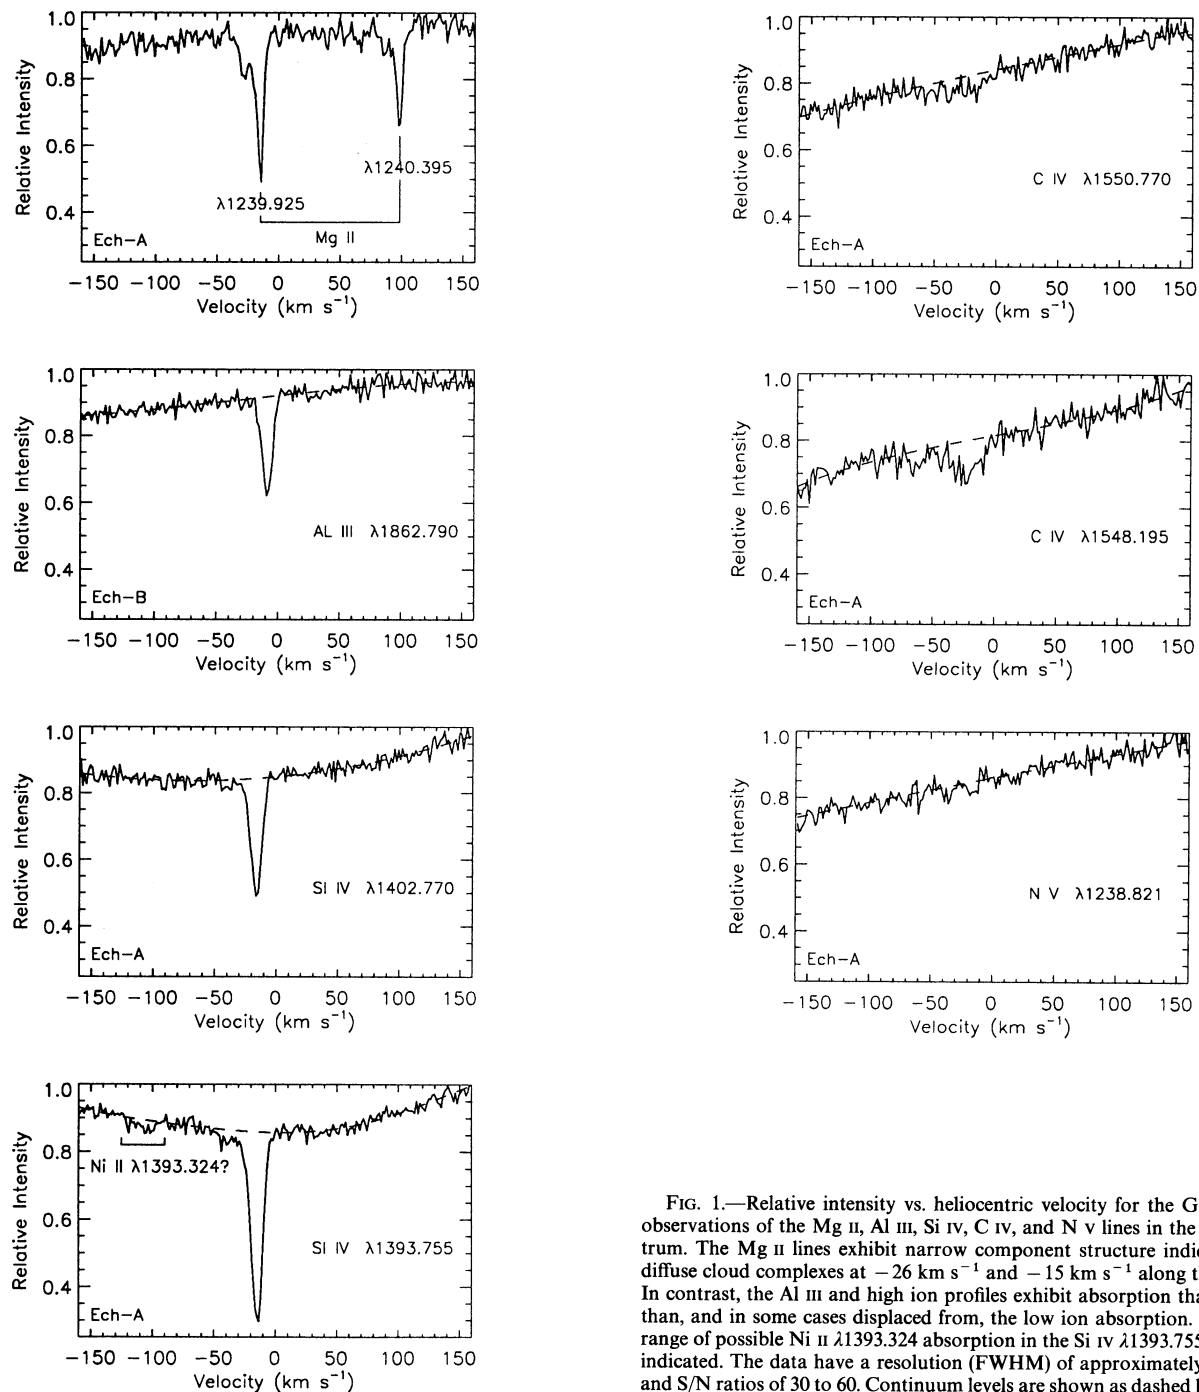 1.0
0.8
0.6
0.4
Relative Intensity
λ1239.925
λ1240.395
Mg II
Ech-A
-150 -100 -50 0 50 100 150
Velocity (km s⁻¹)
1.0
0.8
0.6
0.4
Relative Intensity
AL III λ1862.790
Ech-B
-150 -100 -50 0 50 100 150
Velocity (km s⁻¹)
1.0
0.8
0.6
0.4
Relative Intensity
SI IV λ1402.770
Ech-A
-150 -100 -50 0 50 100 150
Velocity (km s⁻¹)
1.0
0.8
0.6
0.4
Relative Intensity
Ni II λ1393.324?
SI IV λ1393.755
Ech-A
-150 -100 -50 0 50 100 150
Velocity (km s⁻¹)
1.0
0.8
0.6
0.4
Relative Intensity
C IV λ1550.770
Ech-A
-150 -100 -50 0 50 100 150
Velocity (km s⁻¹)
1.0
0.8
0.6
0.4
Relative Intensity
C IV λ1548.195
Ech-A
-150 -100 -50 0 50 100 150
Velocity (km s⁻¹)
1.0
0.8
0.6
0.4
Relative Intensity
N V λ1238.821
Ech-A
-150 -100 -50 0 50 100 150
Velocity (km s⁻¹)
FIG. 1.—Relative intensity vs. heliocentric velocity for the G
observations of the Mg II, Al III, Si IV, C IV, and N V lines in the
trum. The Mg II lines exhibit narrow component structure indi
diffuse cloud complexes at −26 km s⁻¹ and −15 km s⁻¹ along t
In contrast, the Al III and high ion profiles exhibit absorption tha
than, and in some cases displaced from, the low ion absorption.
range of possible Ni II λ1393.324 absorption in the Si IV λ1393.755
indicated. The data have a resolution (FWHM) of approximately
and S/N ratios of 30 to 60. Continuum levels are shown as dashed